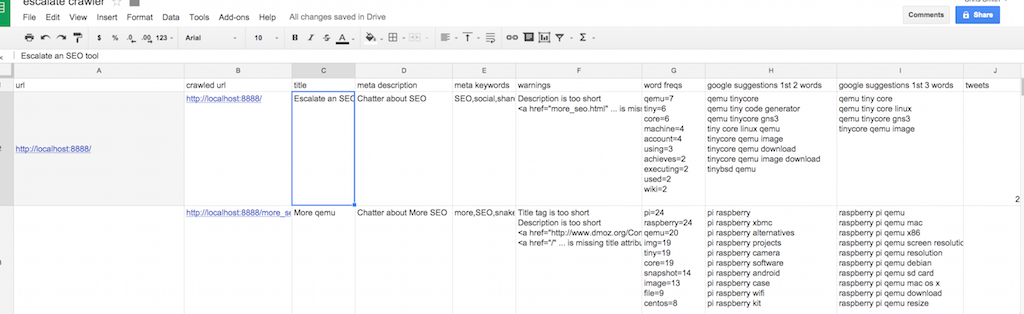 escalate crawler
File Edit View Insert Format Data Tools Add-ons Help All changes saved in Drive
Comments Share
$ % .0 .00 123 Arial 10 B I S A Σ
Escalate an SEO tool
A B C D E F G H I J
url crawled url title meta description meta keywords warnings word freqs google suggestions 1st 2 words google suggestions 1st 3 words tweets
http://localhost:8888/
http://localhost:8888/
Escalate an SEO
Chatter about SEO
SEO,social,shar
Description is too short
<a href="more_seo.html" ... is mis
qemu=7
tiny=6
core=6
machine=4
account=4
using=3
achieves=2
executing=2
used=2
wiki=2
qemu tinycore
qemu tiny code generator
qemu tinycore gns3
tiny core linux qemu
tinycore qemu image
tinycore qemu download
tinycore qemu image download
tinybsd qemu
qemu tiny core
qemu tiny core linux
qemu tinycore gns3
tinycore qemu image
2
http://localhost:8888/more_se
More qemu
Chatter about More SEO
more,SEO,snake
Title tag is too short
Description is too short
<a href="http://www.dmoz.org/Con
<a href="/" ... is missing title attribu
pi=24
raspberry=24
qemu=20
img=19
tiny=19
core=19
snapshot=14
image=13
file=9
centos=8
pi raspberry
pi raspberry xbmc
pi raspberry alternatives
pi raspberry projects
pi raspberry camera
pi raspberry software
pi raspberry android
pi raspberry case
pi raspberry wifi
pi raspberry kit
raspberry pi qemu
raspberry pi qemu mac
raspberry pi qemu x86
raspberry pi qemu screen resolutio
raspberry pi qemu resolution
raspberry pi qemu debian
raspberry pi qemu sd card
raspberry pi qemu mac os x
raspberry pi qemu download
raspberry pi qemu resize